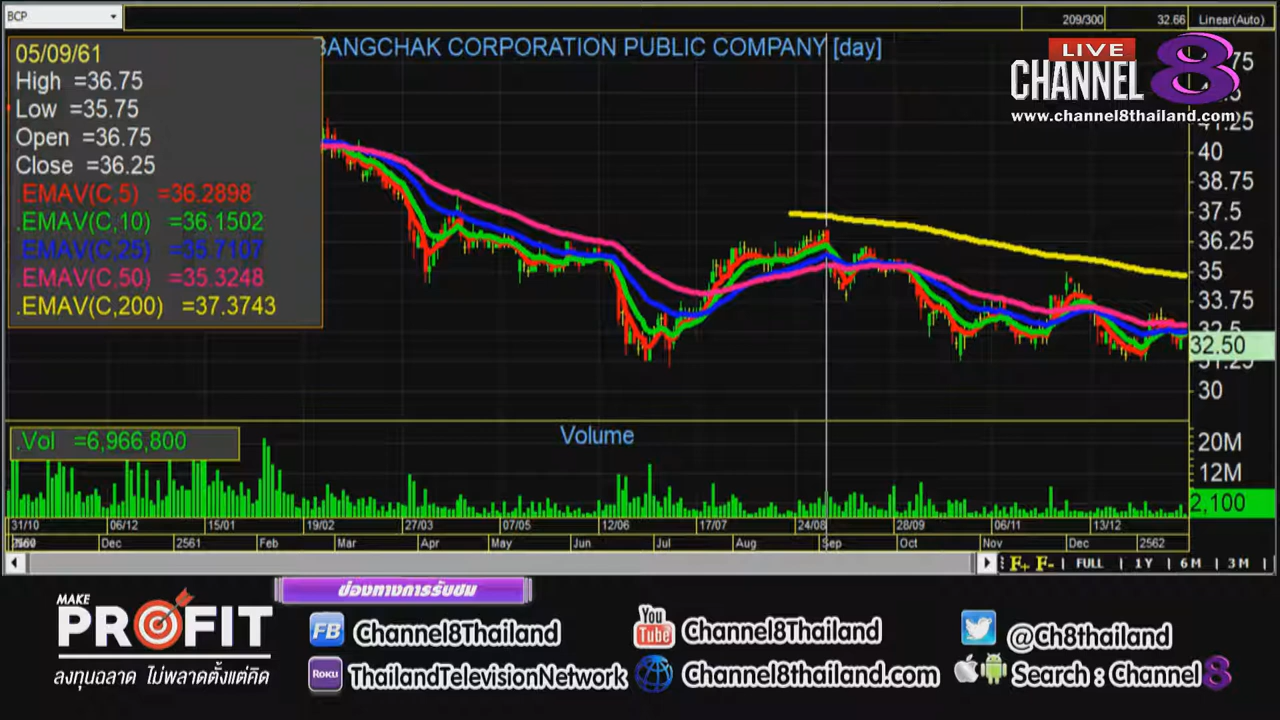 BCP
209/300
32.66
Linear(Auto)
BANGCHAK CORPORATION PUBLIC COMPANY [day]
05/09/61
High =36.75
Low =35.75
Open =36.75
Close =36.25
.EMAV(C,5) =36.2898
.EMAV(C,10) =36.1502
.EMAV(C,25) =35.7107
.EMAV(C,50) =35.3248
.EMAV(C,200) =37.3743
LIVE
CHANNEL 8
www.channel8thailand.com
41.25
40
38.75
37.5
36.25
35
33.75
32.5
32.50
31.25
30
.Vol =6,966,800
Volume
20M
12M
2,100
31/10 06/12 15/01 19/02 27/03 07/05 12/06 17/07 24/08 28/09 06/11 13/12
Dec 2561 Feb Mar Apr May Jun Jul Aug Sep Oct Nov Dec 2562
F+ F- | FULL | 1Y | 6M | 3M |
ช่องทางการรับชม
MAKE
PROFIT
ลงทุนฉลาด ไม่พลาดตั้งแต่คิด
FB Channel8Thailand
You Tube Channel8Thailand
@Ch8thailand
Roku ThailandTelevisionNetwork
Channel8thailand.com
Search : Channel 8